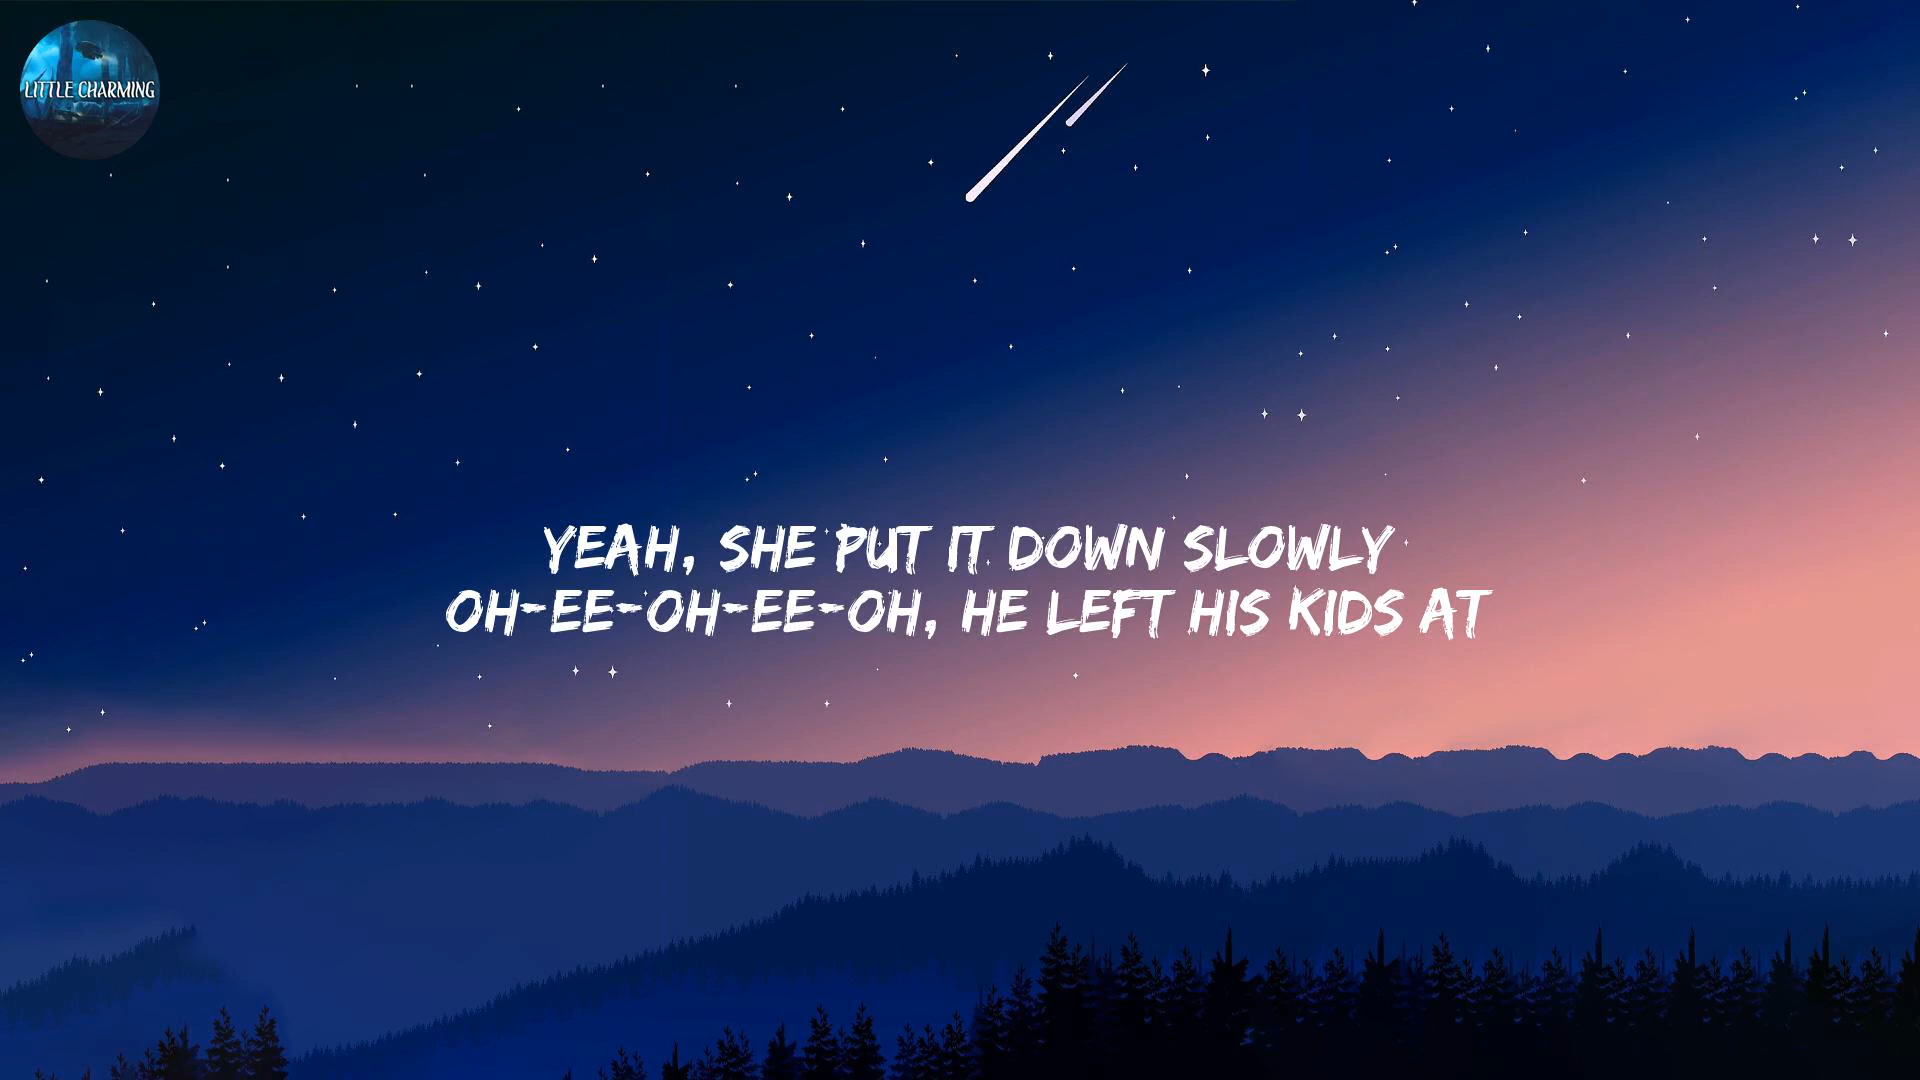 LITTLE CHARMING
YEAH, SHE PUT IT DOWN SLOWLY
OH-EE-OH-EE-OH, HE LEFT HIS KIDS AT